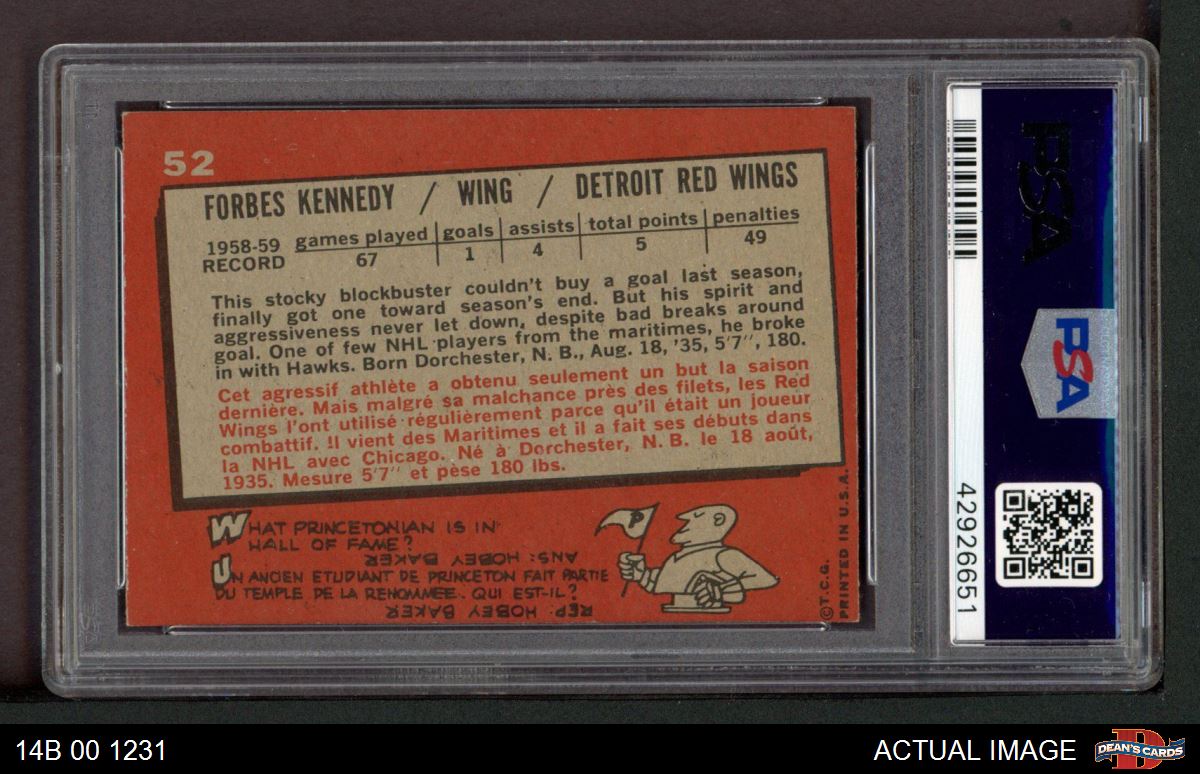 52
FORBES KENNEDY / WING / DETROIT RED WINGS
1958-59 RECORD
games played | goals | assists | total points | penalties
67 | 1 | 4 | 5 | 49
This stocky blockbuster couldn't buy a goal last season,
finally got one toward season's end. But his spirit and
aggressiveness never let down, despite bad breaks around
goal. One of few NHL players from the maritimes, he broke
in with Hawks. Born Dorchester, N. B., Aug. 18, '35, 5'7", 180.
Cet agressif athlète a obtenu seulement un but la saison
dernière. Mais malgré sa malchance près des filets, les Red
Wings l'ont utilisé régulièrement parce qu'il était un joueur
combattif. Il vient des Maritimes et il a fait ses débuts dans
la NHL avec Chicago. Né à Dorchester, N. B. le 18 août,
1935. Mesure 5'7" et pèse 180 lbs.
WHAT PRINCETONIAN IS IN
HALL OF FAME?
ANS: HOBEY BAKER
UN ANCIEN ETUDIANT DE PRINCETON FAIT PARTIE
DU TEMPLE DE LA RENOMMEE. QUI EST-IL?
REP: HOBEY BAKER
P
©T.C.G.
PRINTED IN U.S.A.
PSA
PSA
42926651
14B 00 1231
ACTUAL IMAGE
DEAN'S CARDS